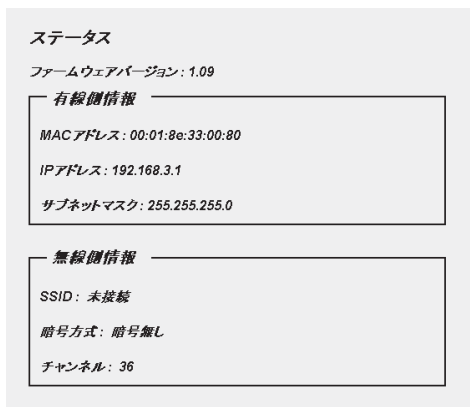 ステータス
ファームウェアバージョン : 1.09
有線側情報
MACアドレス : 00:01:8e:33:00:80
IPアドレス : 192.168.3.1
サブネットマスク : 255.255.255.0
無線側情報
SSID : 未接続
暗号方式 : 暗号無し
チャンネル : 36